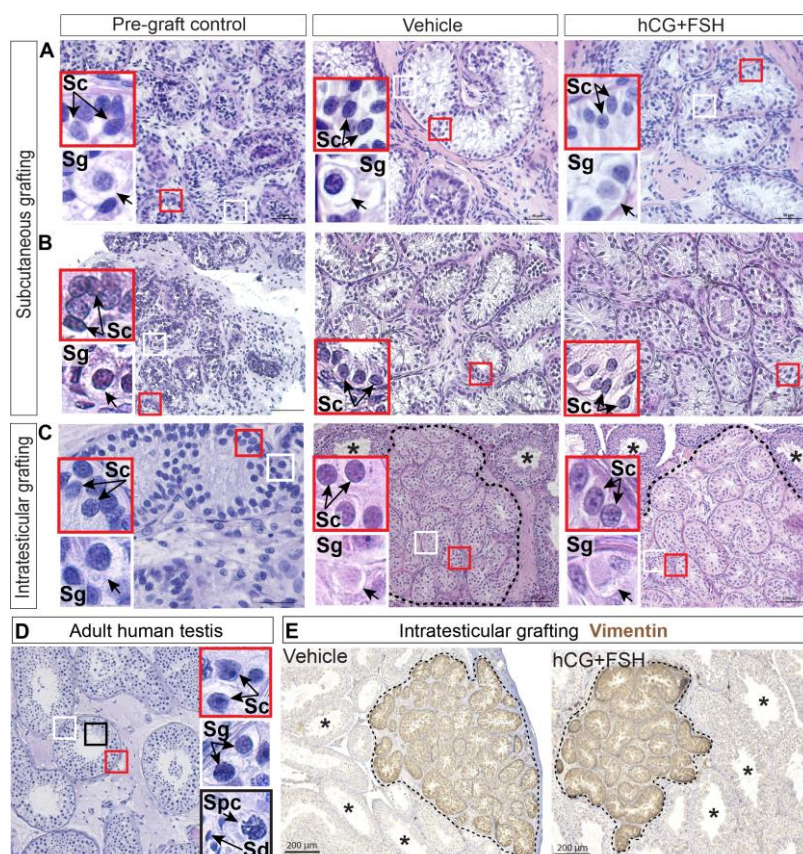 Pre-graft control
Vehicle
hCG+FSH
Subcutaneous grafting
A
Sc
Sg
Sc
Sg
Sc
Sg
B
Sc
Sg
Sc
Sc
Intratesticular grafting
C
Sc
Sg
*
*
Sc
Sg
*
Sc
Sg
D
Adult human testis
Sc
Sg
Spc
Sd
E
Intratesticular grafting Vimentin
Vehicle
hCG+FSH
*
*
*
*
*
*
*
200 µm
200 µm